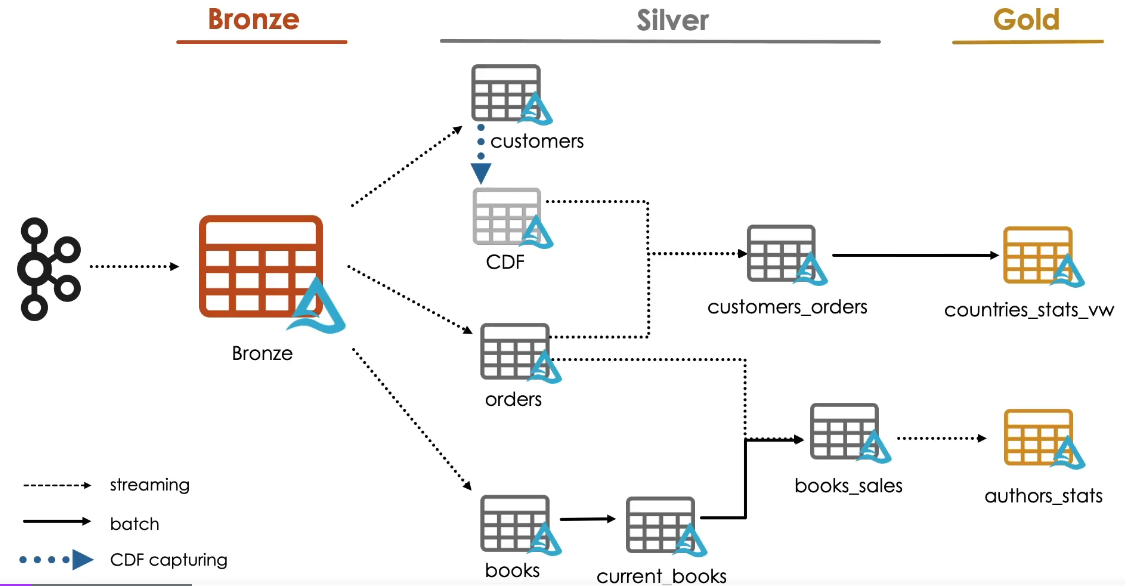 Bronze
Silver
Gold
customers
CDF
customers_orders
countries_stats_vw
Bronze
orders
books_sales
authors_stats
books
current_books
streaming
batch
CDF capturing